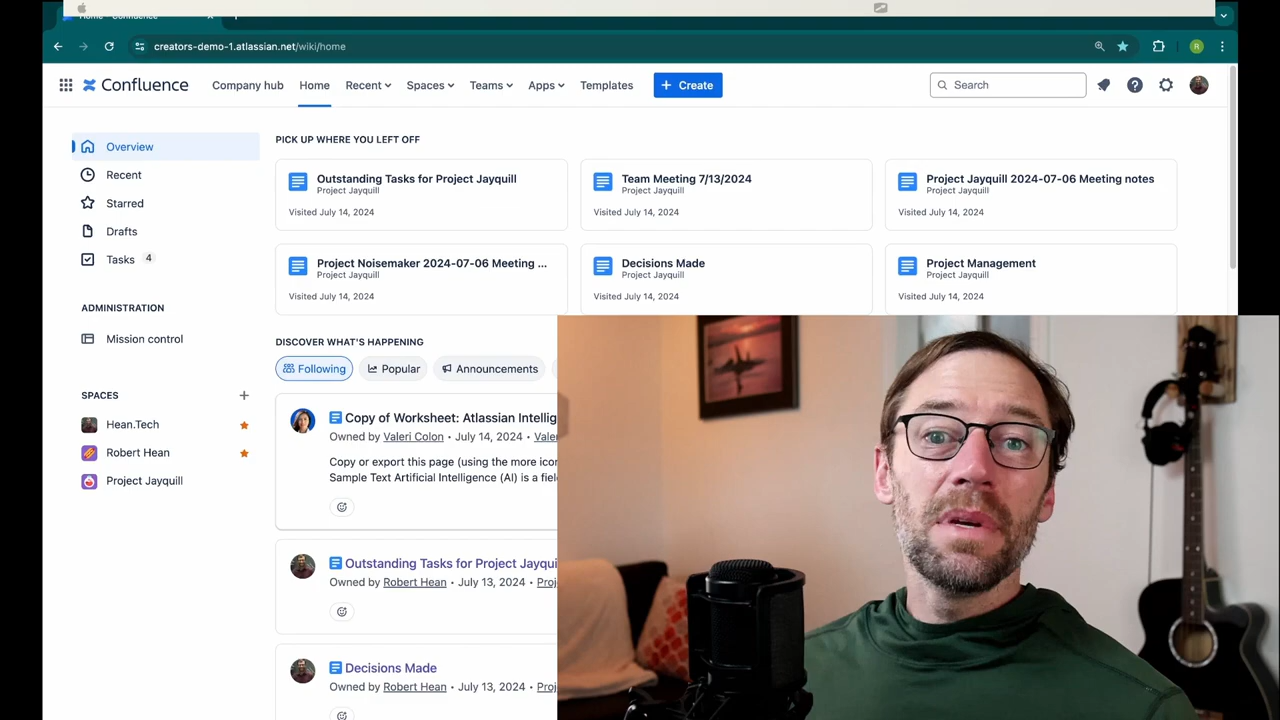 Home - Confluence
creators-demo-1.atlassian.net/wiki/home
R
Confluence
Company hub
Home
Recent
Spaces
Teams
Apps
Templates
+ Create
Search
Overview
Recent
Starred
Drafts
Tasks 4
ADMINISTRATION
Mission control
SPACES
Hean.Tech
Robert Hean
Project Jayquill
PICK UP WHERE YOU LEFT OFF
Outstanding Tasks for Project Jayquill
Project Jayquill
Visited July 14, 2024
Team Meeting 7/13/2024
Project Jayquill
Visited July 14, 2024
Project Jayquill 2024-07-06 Meeting notes
Project Jayquill
Visited July 14, 2024
Project Noisemaker 2024-07-06 Meeting ...
Project Jayquill
Visited July 14, 2024
Decisions Made
Project Jayquill
Visited July 14, 2024
Project Management
Project Jayquill
Visited July 14, 2024
DISCOVER WHAT'S HAPPENING
Following
Popular
Announcements
Copy of Worksheet: Atlassian Intellig
Owned by Valeri Colon • July 14, 2024 • Valer
Copy or export this page (using the more icon
Sample Text Artificial Intelligence (AI) is a fiel
Outstanding Tasks for Project Jayqui
Owned by Robert Hean • July 13, 2024 • Proj
Decisions Made
Owned by Robert Hean • July 13, 2024 • Proj